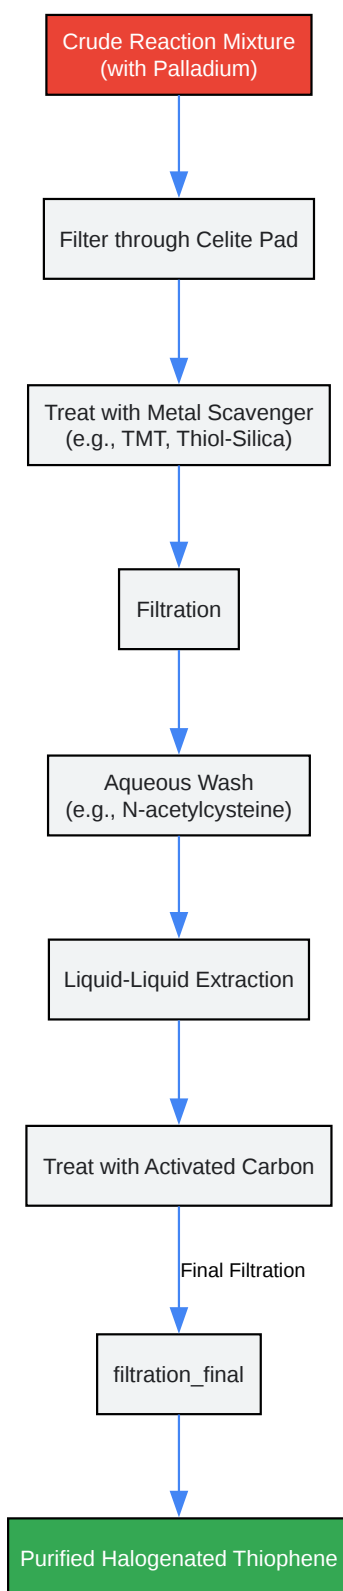 Crude Reaction Mixture
(with Palladium)
Filter through Celite Pad
Treat with Metal Scavenger
(e.g., TMT, Thiol-Silica)
Filtration
Aqueous Wash
(e.g., N-acetylcysteine)
Liquid-Liquid Extraction
Treat with Activated Carbon
Final Filtration
filtration_final
Purified Halogenated Thiophene